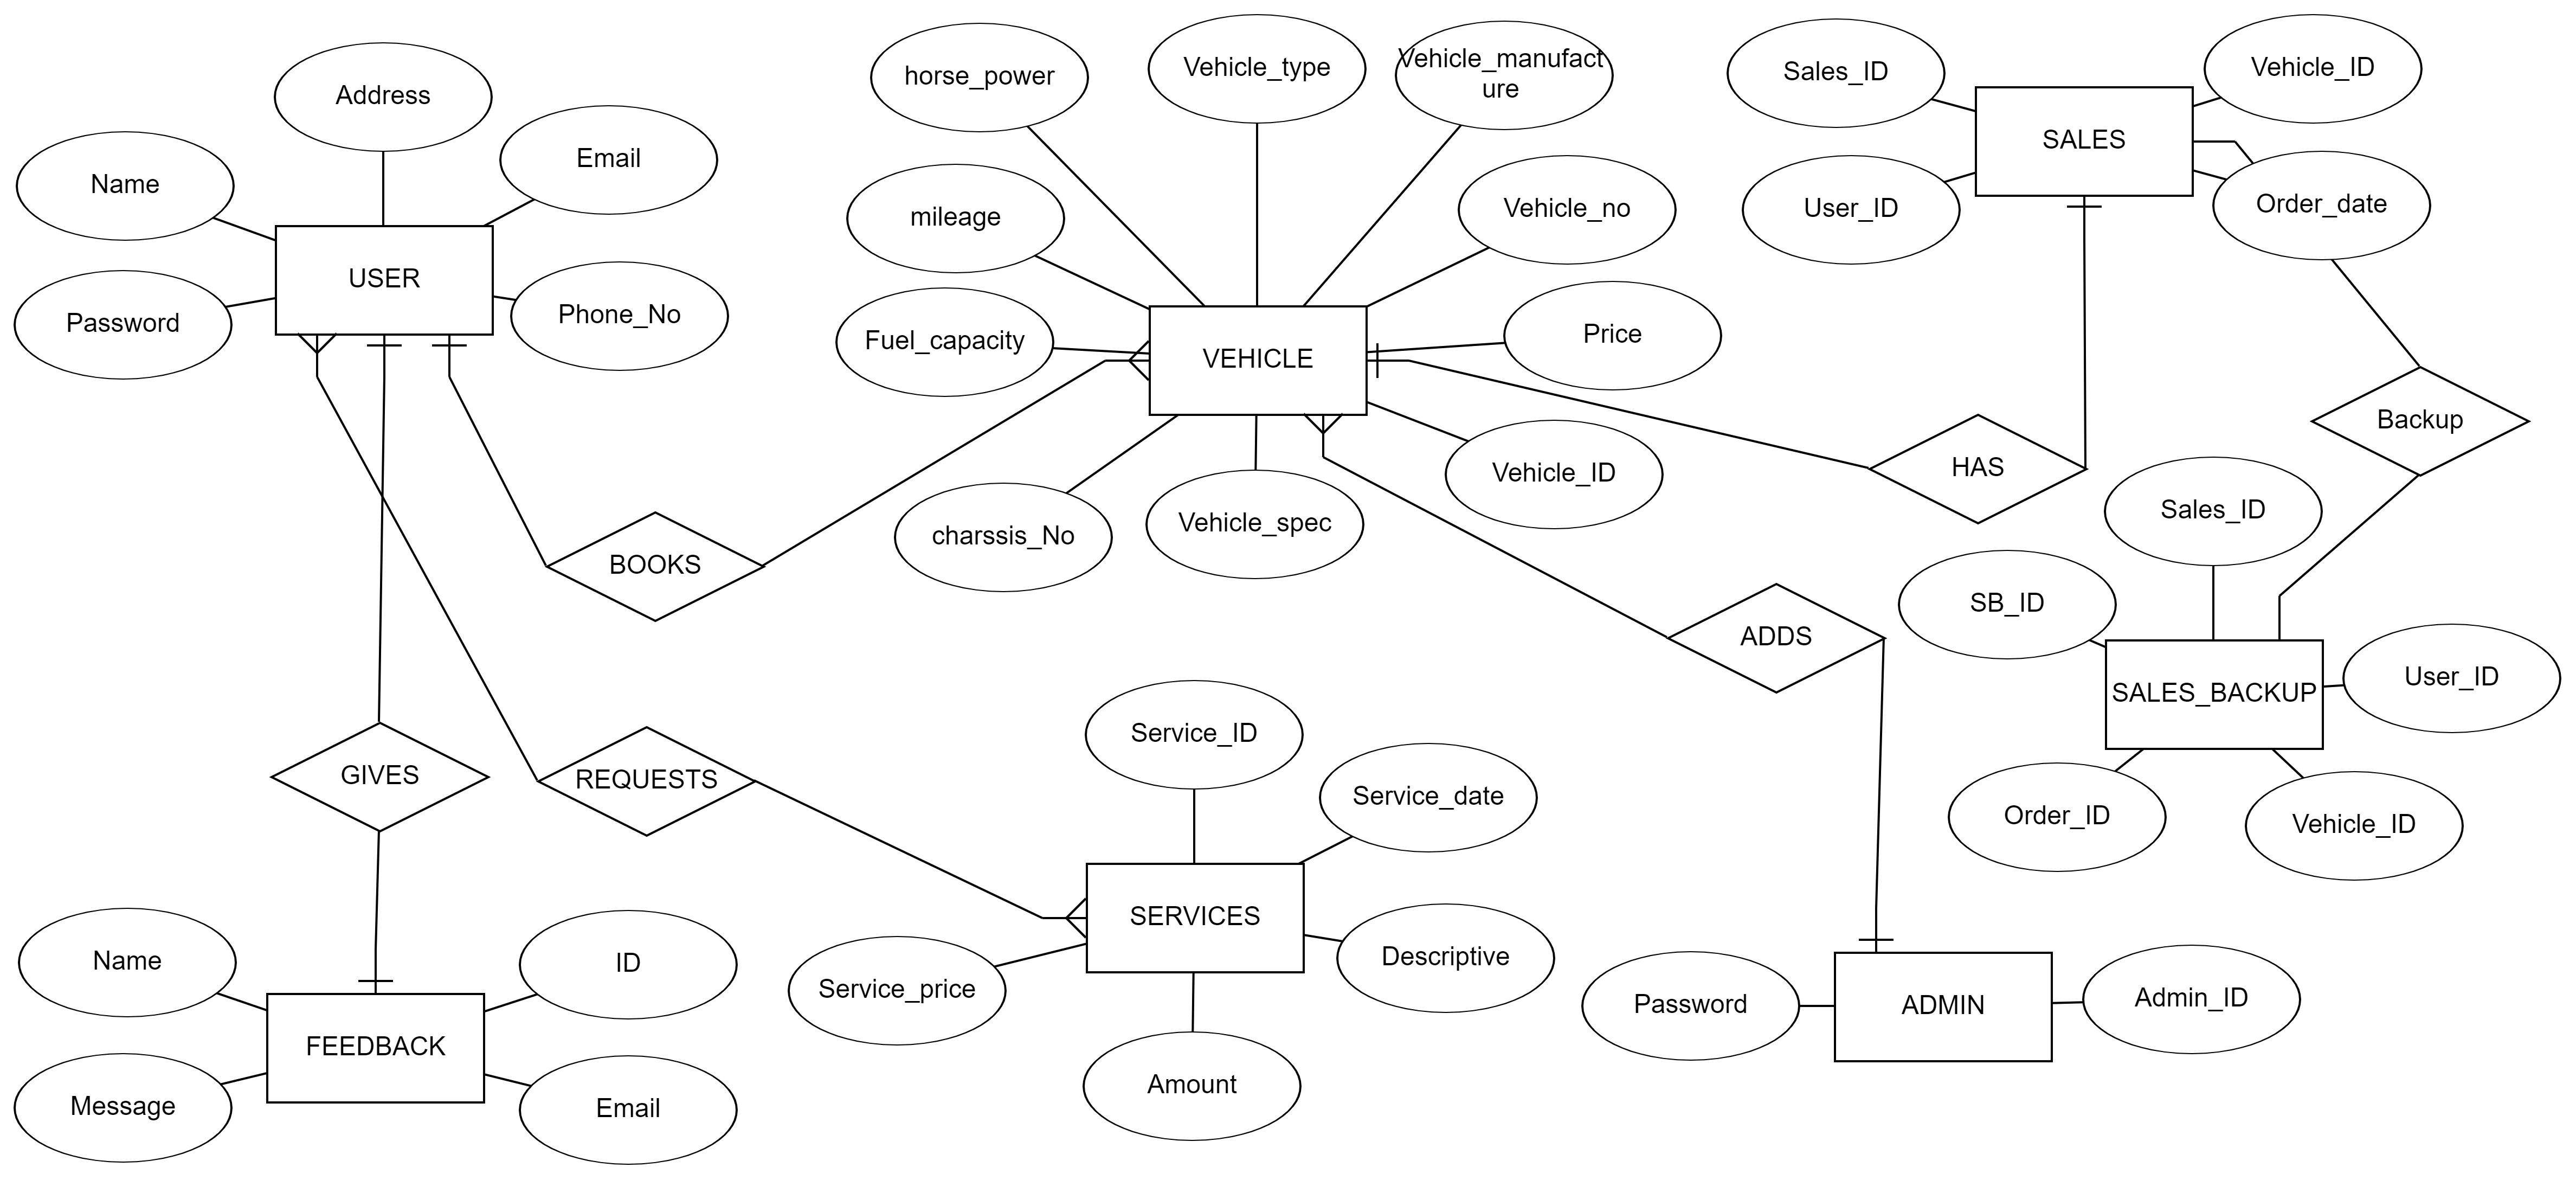 Address
Email
Name
USER
Password
Phone_No
horse_power
Vehicle_type
Vehicle_manufact
ure
mileage
Vehicle_no
Fuel_capacity
VEHICLE
Price
charssis_No
Vehicle_spec
Vehicle_ID
Sales_ID
SALES
Vehicle_ID
User_ID
Order_date
HAS
Backup
BOOKS
ADDS
Sales_ID
SB_ID
SALES_BACKUP
User_ID
Order_ID
Vehicle_ID
GIVES
REQUESTS
Service_ID
Service_date
SERVICES
Descriptive
Service_price
Amount
Name
ID
FEEDBACK
Message
Email
Password
ADMIN
Admin_ID